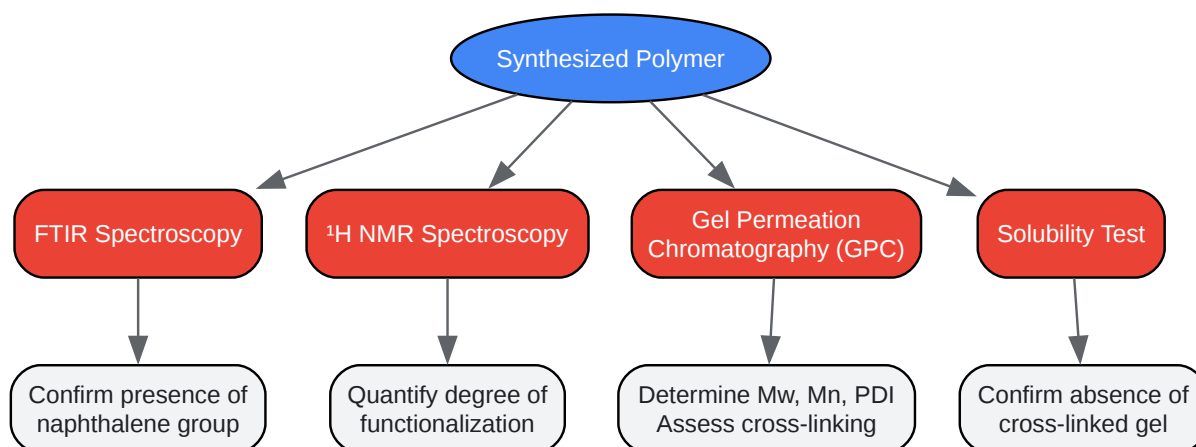 Synthesized Polymer
FTIR Spectroscopy
¹H NMR Spectroscopy
Gel Permeation
Chromatography (GPC)
Solubility Test
Confirm presence of
naphthalene group
Quantify degree of
functionalization
Determine Mw, Mn, PDI
Assess cross-linking
Confirm absence of
cross-linked gel